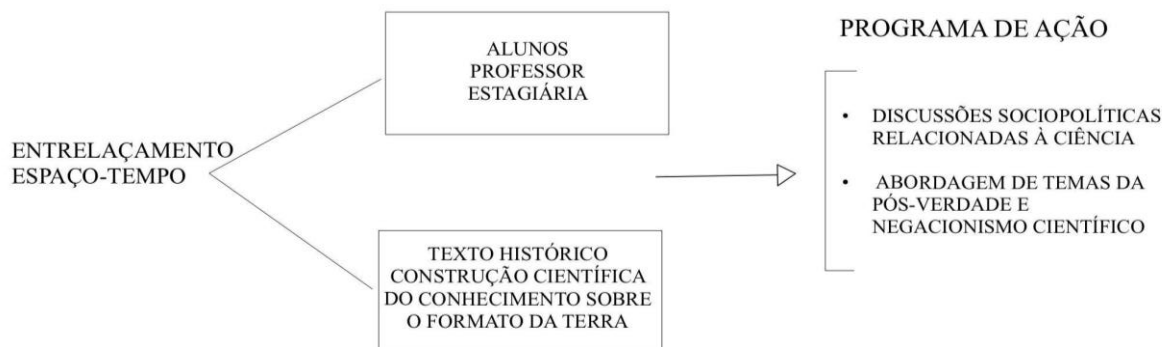 ENTRELAÇAMENTO
ESPAÇO-TEMPO
ALUNOS
PROFESSOR
ESTAGIÁRIA
TEXTO HISTÓRICO
CONSTRUÇÃO CIENTÍFICA
DO CONHECIMENTO SOBRE
O FORMATO DA TERRA
PROGRAMA DE AÇÃO
• DISCUSSÕES SOCIOPOLÍTICAS
RELACIONADAS À CIÊNCIA
• ABORDAGEM DE TEMAS DA
PÓS-VERDADE E
NEGACIONISMO CIENTÍFICO